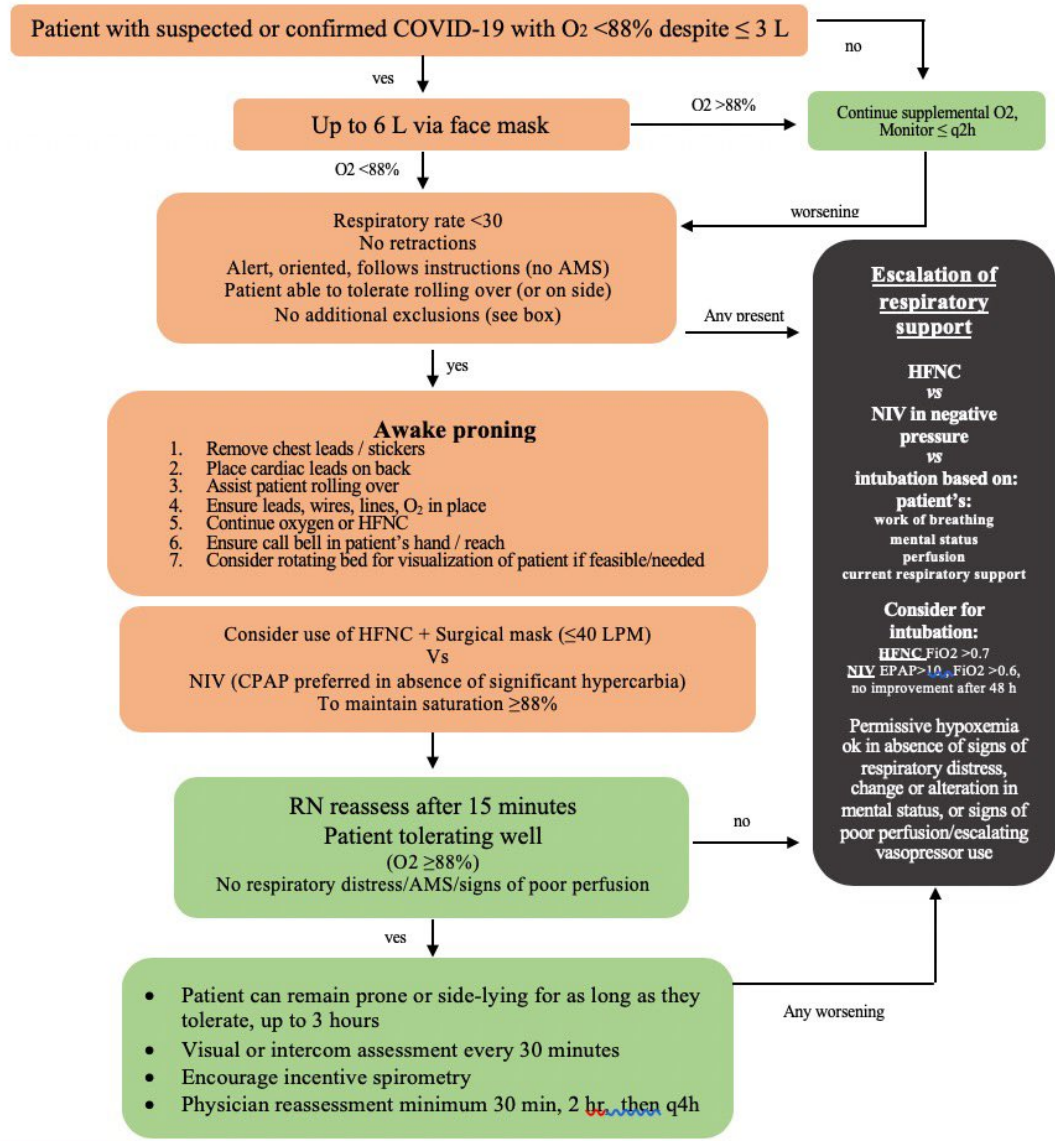 Patient with suspected or confirmed COVID-19 with O2 <88% despite ≤ 3 L
no
yes
Up to 6 L via face mask
O2 >88%
Continue supplemental O2,
Monitor ≤ q2h
O2 <88%
worsening
Respiratory rate <30
No retractions
Alert, oriented, follows instructions (no AMS)
Patient able to tolerate rolling over (or on side)
No additional exclusions (see box)
Any present
yes
Awake proning
1. Remove chest leads / stickers
2. Place cardiac leads on back
3. Assist patient rolling over
4. Ensure leads, wires, lines, O2 in place
5. Continue oxygen or HFNC
6. Ensure call bell in patient's hand / reach
7. Consider rotating bed for visualization of patient if feasible/needed
Consider use of HFNC + Surgical mask (≤40 LPM)
Vs
NIV (CPAP preferred in absence of significant hypercarbia)
To maintain saturation ≥88%
RN reassess after 15 minutes
Patient tolerating well
(O2 ≥88%)
No respiratory distress/AMS/signs of poor perfusion
no
yes
• Patient can remain prone or side-lying for as long as they
tolerate, up to 3 hours
• Visual or intercom assessment every 30 minutes
• Encourage incentive spirometry
• Physician reassessment minimum 30 min, 2 hr, then q4h
Any worsening
Escalation of
respiratory
support
HFNC
vs
NIV in negative
pressure
vs
intubation based on:
patient's:
work of breathing
mental status
perfusion
current respiratory support
Consider for
intubation:
HFNC FiO2 >0.7
NIV EPAP>10, FiO2 >0.6,
no improvement after 48 h
Permissive hypoxemia
ok in absence of signs of
respiratory distress,
change or alteration in
mental status, or signs of
poor perfusion/escalating
vasopressor use